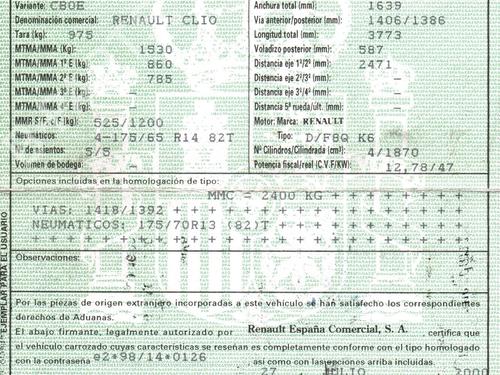 Variante: CB0E
Anchura total (mm): 1639
Denominación comercial: RENAULT CLIO
Vía anterior/posterior (mm): 1406/1386
Tara (kg): 975
Longitud total (mm): 3773
MTMA/MMA (Kg): 1530
Voladizo posterior (mm): 587
MTMA/MMA 1º E (kg): 860
Distancia eje 1º/2º (mm): 2471
MTMA/MMA 2º E (kg): 785
Distancia eje 2º/3º (mm): —
MTMA/MMA 3º E (kg): —
Distancia eje 3º/4º (mm): —
MTMA/MMA 4º E (kg): —
Distancia 5ª rueda/ult. (mm): —
MMR S/F, c/F (kg): 525/1200
Motor: Marca: RENAULT
Neumáticos: 4-175/65 R14 82T
Tipo: D/F8Q K6
Nº de asientos: 5/5
Nº Cilindros/Cilindrada (cm³): 4/1870
Volumen de bodega: —
Potencia fiscal/real (C.V.F/KW): 12,78/47
Opciones incluidas en la homologación de tipo:
MMC = 2400 KG + + + + + + + + + +
VIAS: 1418/1392 + + + + + + + + + + + + + + + + +
NEUMATICOS: 175/70R13 (82)T + + + + + + + + + + +
+ + + + + + + + + + + + + + + + + + + + + + + + +
Observaciones:
EJEMPLAR PARA EL USUARIO
Por las piezas de origen extranjero incorporadas a este vehículo se han satisfecho los correspondientes
derechos de Aduanas.
El abajo firmante, legalmente autorizado por Renault España Comercial, S. A. certifica que
el vehículo carrozado cuyas características se reseñan es completamente conforme con el tipo homologado
con la contraseña e2*98/14*0126 así como con las opciones arriba incluidas.
27 JULIO 2000